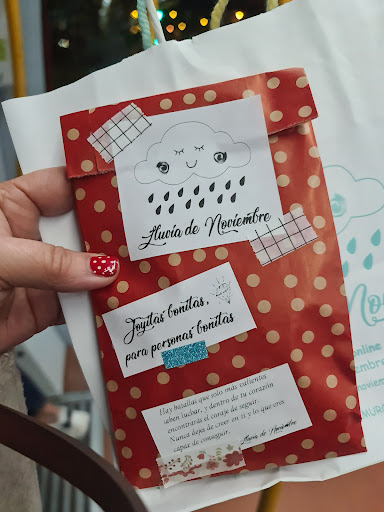 Lluvia de Noviembre
Joyitas bonitas,
para personas bonitas
Hay batallas que solo más valientes
saben luchar, y dentro de tu corazón
encontrarás el coraje de seguir.
Nunca dejes de creer en ti y lo que eres
capaz de conseguir.
Lluvia de Noviembre
online